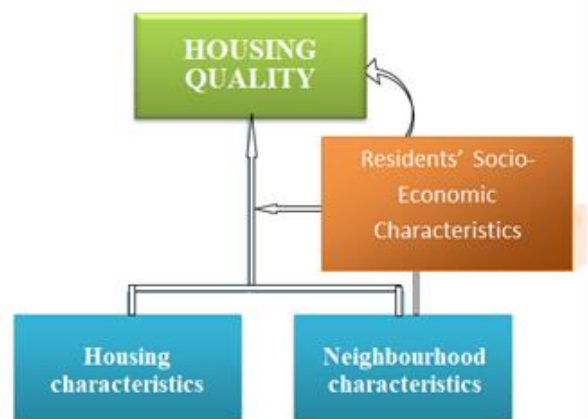 HOUSING
QUALITY
Residents' Socio-
Economic
Characteristics
Housing
characteristics
Neighbourhood
characteristics